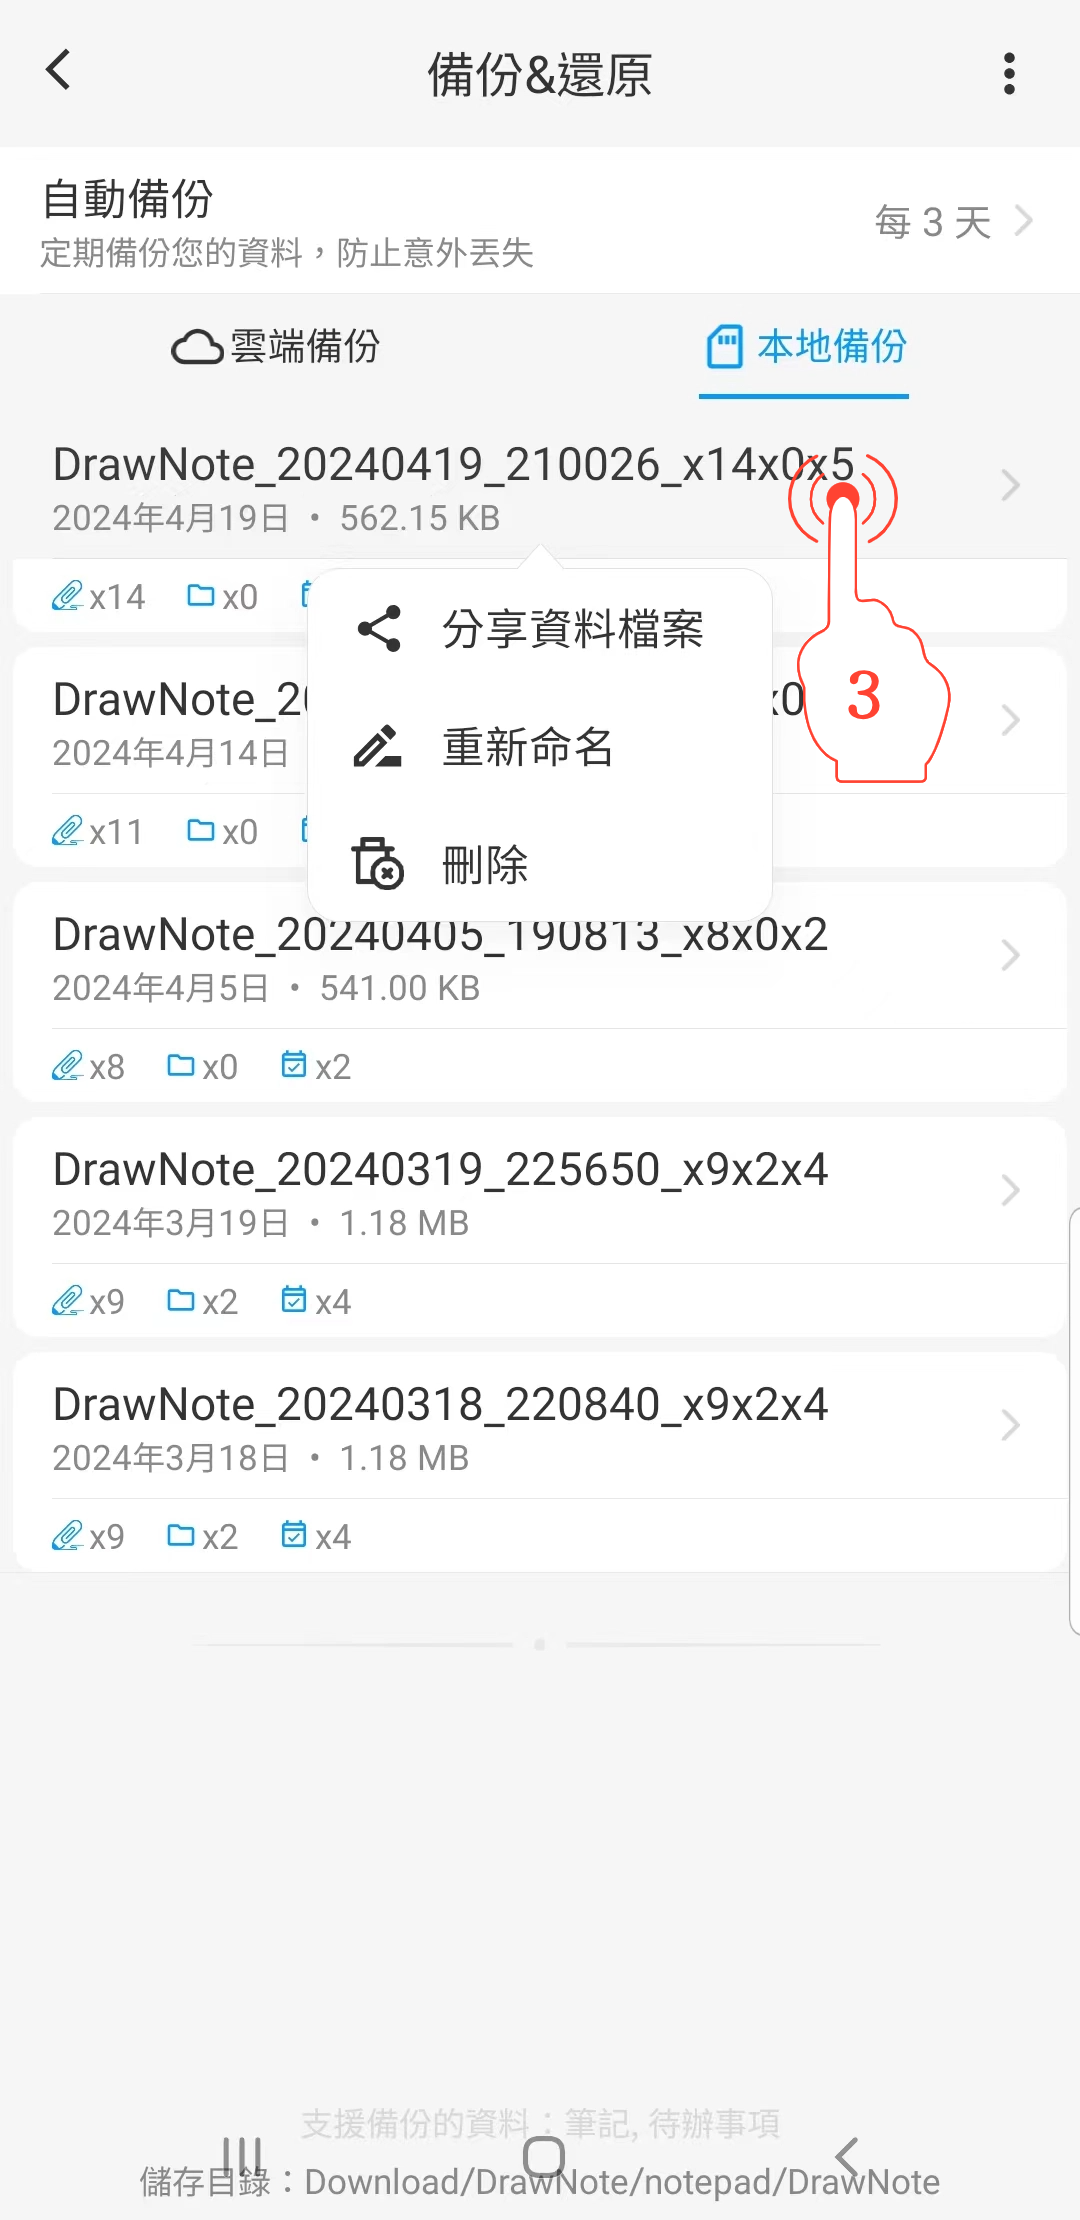 備份&還原
自動備份
定期備份您的資料，防止意外丟失
每 3 天
雲端備份
本地備份
DrawNote_20240419_210026_x14x0x5
2024年4月19日 • 562.15 KB
x14 x0
分享資料檔案
3
DrawNote_2
2024年4月14日
重新命名
x11 x0
刪除
DrawNote_20240405_190813_x8x0x2
2024年4月5日 • 541.00 KB
x8 x0 x2
DrawNote_20240319_225650_x9x2x4
2024年3月19日 • 1.18 MB
x9 x2 x4
DrawNote_20240318_220840_x9x2x4
2024年3月18日 • 1.18 MB
x9 x2 x4
支援備份的資料：筆記, 待辦事項
儲存目錄：Download/DrawNote/notepad/DrawNote